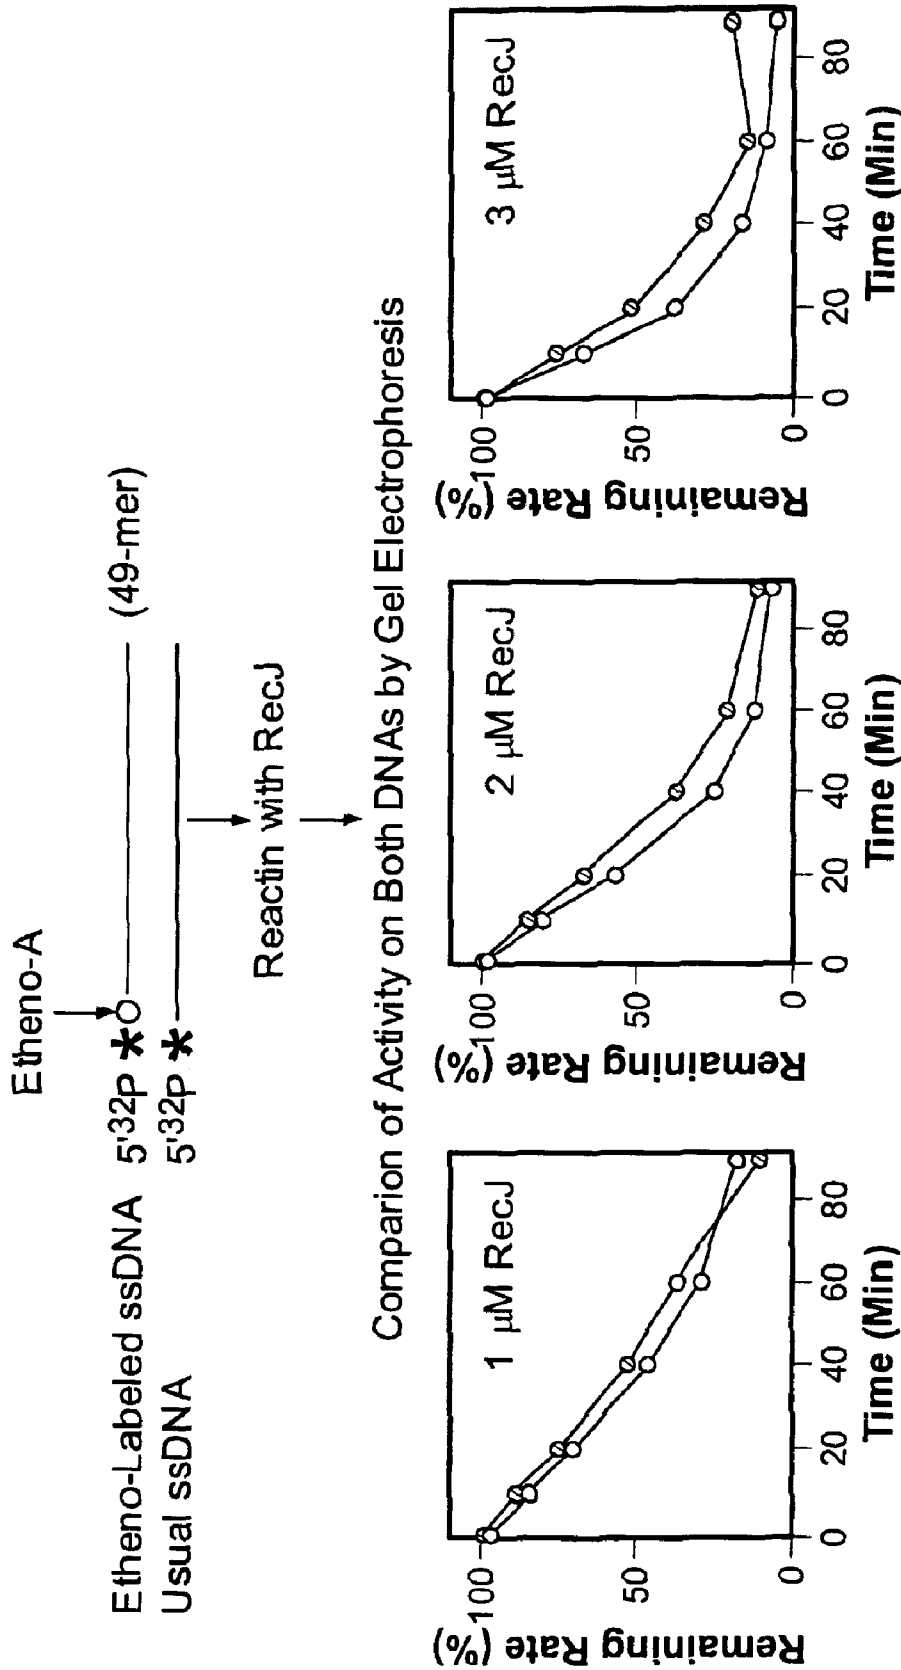 Etheno-A
Etheno-Labeled ssDNA 5'32P * (49-mer)
Usual ssDNA 5'32P *
Reactin with RecJ
Comparion of Activity on Both DNAs by Gel Electrophoresis
1 μM RecJ
Remaining Rate (%)
100
50
0
0 20 40 60 80
Time (Min)
2 μM RecJ
Remaining Rate (%)
100
50
0
0 20 40 60 80
Time (Min)
3 μM RecJ
Remaining Rate (%)
100
50
0
0 20 40 60 80
Time (Min)